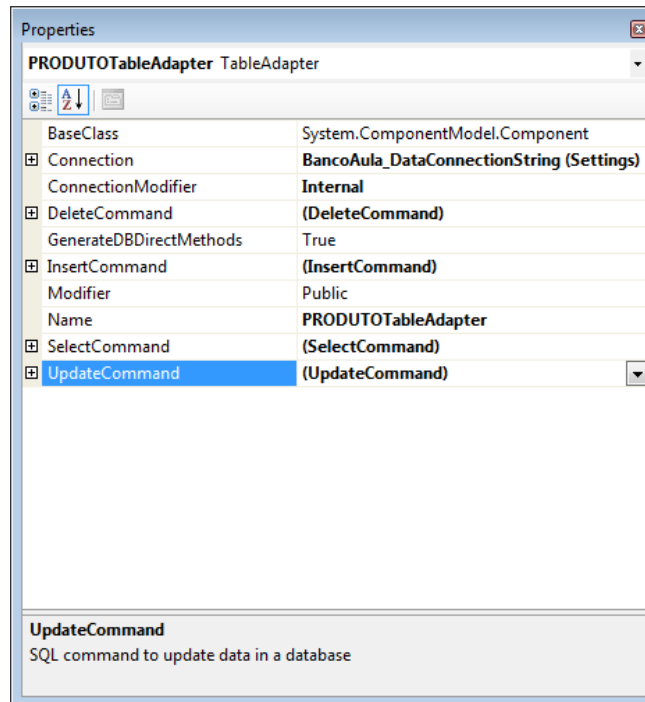 Properties
PRODUTOTableAdapter TableAdapter
BaseClass System.ComponentModel.Component
Connection BancoAula_DataConnectionString (Settings)
ConnectionModifier Internal
DeleteCommand (DeleteCommand)
GenerateDBDirectMethods True
InsertCommand (InsertCommand)
Modifier Public
Name PRODUTOTableAdapter
SelectCommand (SelectCommand)
UpdateCommand (UpdateCommand)
UpdateCommand
SQL command to update data in a database